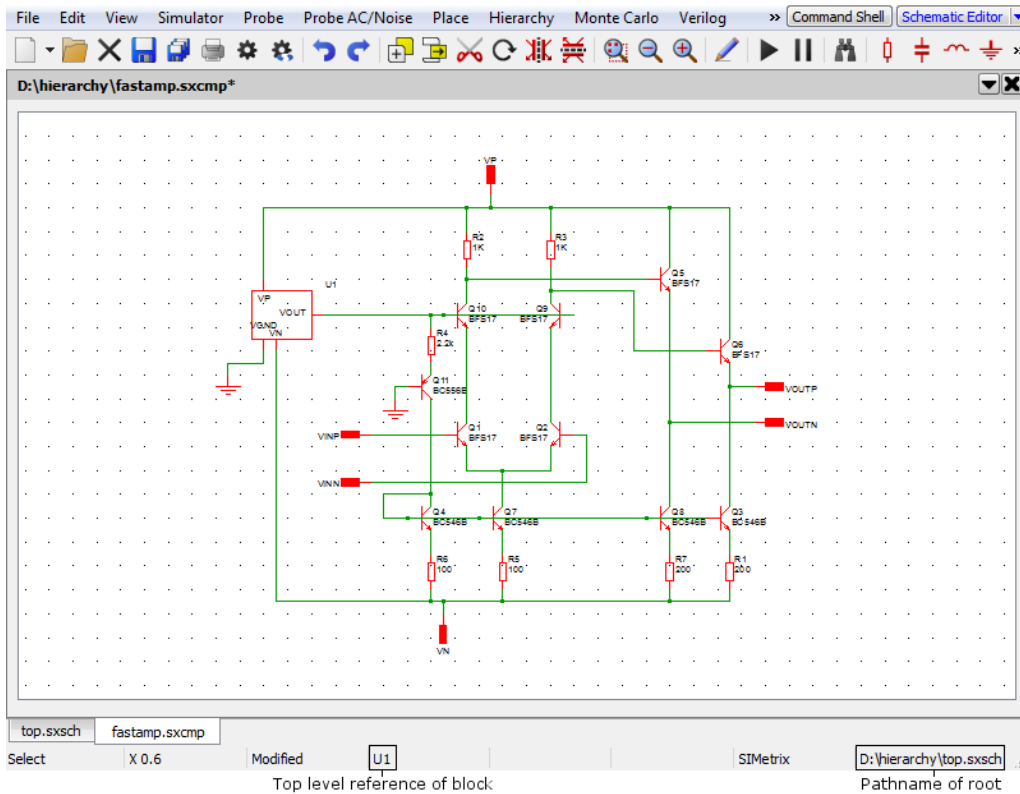 File Edit View Simulator Probe Probe AC/Noise Place Hierarchy Monte Carlo Verilog » Command Shell Schematic Editor
»
D:\hierarchy\fastamp.sxcmp*
VP
R2
1K
R3
1K
Q5
BFS17
U1
VP
VOUT
VGND
VN
Q10
BFS17
Q9
BFS17
R4
2.2k
Q6
BFS17
Q11
BC556B
VOUTP
VINP
Q1
BFS17
Q2
BFS17
VOUTN
VINN
Q4
BC546B
Q7
BC546B
Q8
BC546B
Q3
BC546B
R6
100
R5
100
R7
200
R1
200
VN
top.sxsch fastamp.sxcmp
Select X 0.6 Modified U1 SIMetrix D:\hierarchy\top.sxsch
Top level reference of block Pathname of root